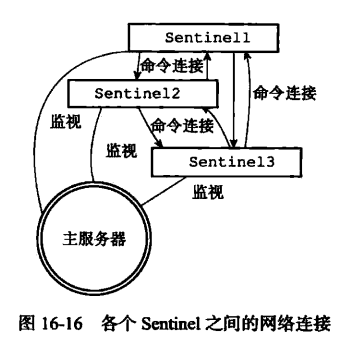 Sentinel1
命令连接
Sentinel2
监视
命令连接
命令连接
监视
Sentinel3
监视
主服务器
图 16-16 各个 Sentinel 之间的网络连接